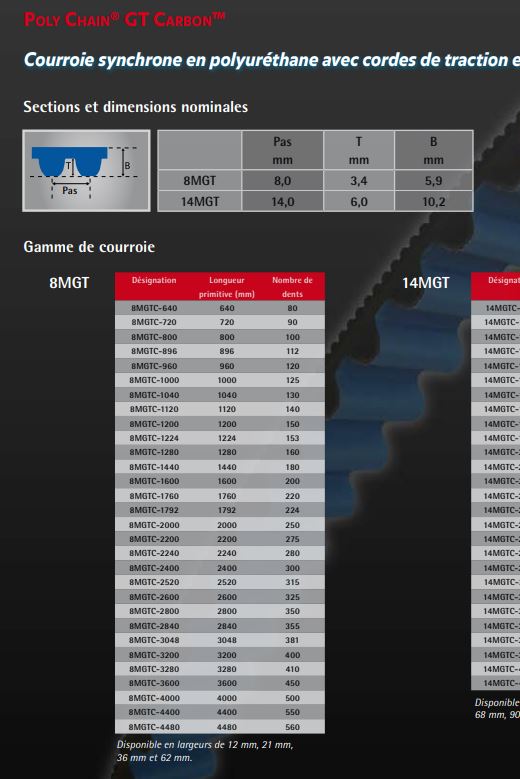 POLY CHAIN® GT CARBON™
Courroie synchrone en polyuréthane avec cordes de traction e
Sections et dimensions nominales
Pas T B
mm mm mm
8MGT 8,0 3,4 5,9
14MGT 14,0 6,0 10,2
T B
Pas
Gamme de courroie
8MGT
Désignation Longueur Nombre de
primitive (mm) dents
8MGTC-640 640 80
8MGTC-720 720 90
8MGTC-800 800 100
8MGTC-896 896 112
8MGTC-960 960 120
8MGTC-1000 1000 125
8MGTC-1040 1040 130
8MGTC-1120 1120 140
8MGTC-1200 1200 150
8MGTC-1224 1224 153
8MGTC-1280 1280 160
8MGTC-1440 1440 180
8MGTC-1600 1600 200
8MGTC-1760 1760 220
8MGTC-1792 1792 224
8MGTC-2000 2000 250
8MGTC-2200 2200 275
8MGTC-2240 2240 280
8MGTC-2400 2400 300
8MGTC-2520 2520 315
8MGTC-2600 2600 325
8MGTC-2800 2800 350
8MGTC-2840 2840 355
8MGTC-3048 3048 381
8MGTC-3200 3200 400
8MGTC-3280 3280 410
8MGTC-3600 3600 450
8MGTC-4000 4000 500
8MGTC-4400 4400 550
8MGTC-4480 4480 560
Disponible en largeurs de 12 mm, 21 mm,
36 mm et 62 mm.
14MGT
Désignat
Disponible
68 mm, 90